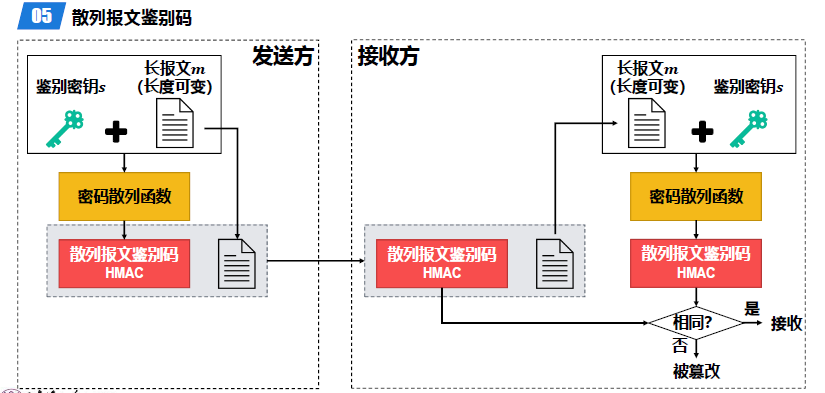 05 散列报文鉴别码
发送方
鉴别密钥s
长报文m
(长度可变)
密码散列函数
散列报文鉴别码
HMAC
接收方
长报文m
(长度可变)
鉴别密钥s
密码散列函数
散列报文鉴别码
HMAC
散列报文鉴别码
HMAC
相同?
是
接收
否
被篡改